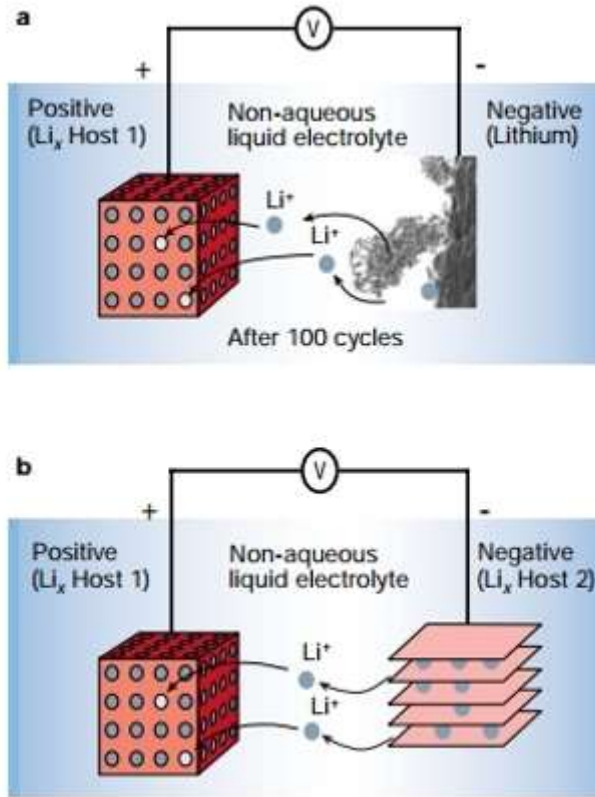 a
V
+ -
Positive
(Liₓ Host 1)
Non-aqueous
liquid electrolyte
Negative
(Lithium)
Li⁺
Li⁺
After 100 cycles
b
V
+ -
Positive
(Liₓ Host 1)
Non-aqueous
liquid electrolyte
Negative
(Liₓ Host 2)
Li⁺
Li⁺